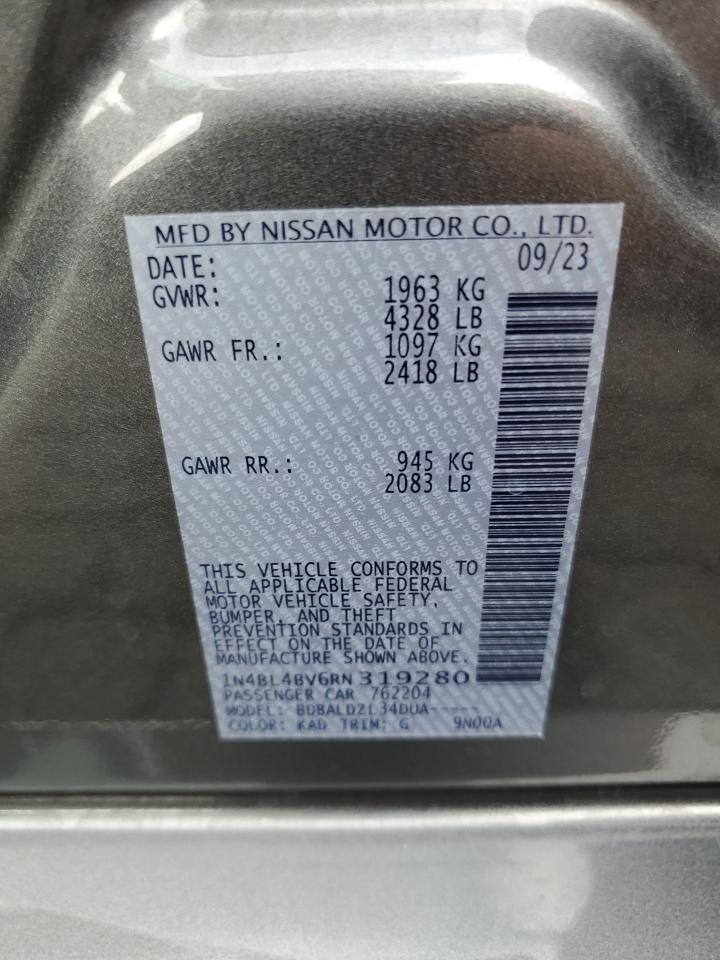 MFD BY NISSAN MOTOR CO., LTD.
DATE: 09/23
GVWR: 1963 KG
4328 LB
GAWR FR.: 1097 KG
2418 LB
GAWR RR.: 945 KG
2083 LB
THIS VEHICLE CONFORMS TO
ALL APPLICABLE FEDERAL
MOTOR VEHICLE SAFETY,
BUMPER, AND THEFT
PREVENTION STANDARDS IN
EFFECT ON THE DATE OF
MANUFACTURE SHOWN ABOVE.
1N4BL4BV6RN319280
PASSENGER CAR 762204
MODEL: BDBALDZL34DUA-----
COLOR: KAD TRIM: G 9N00A